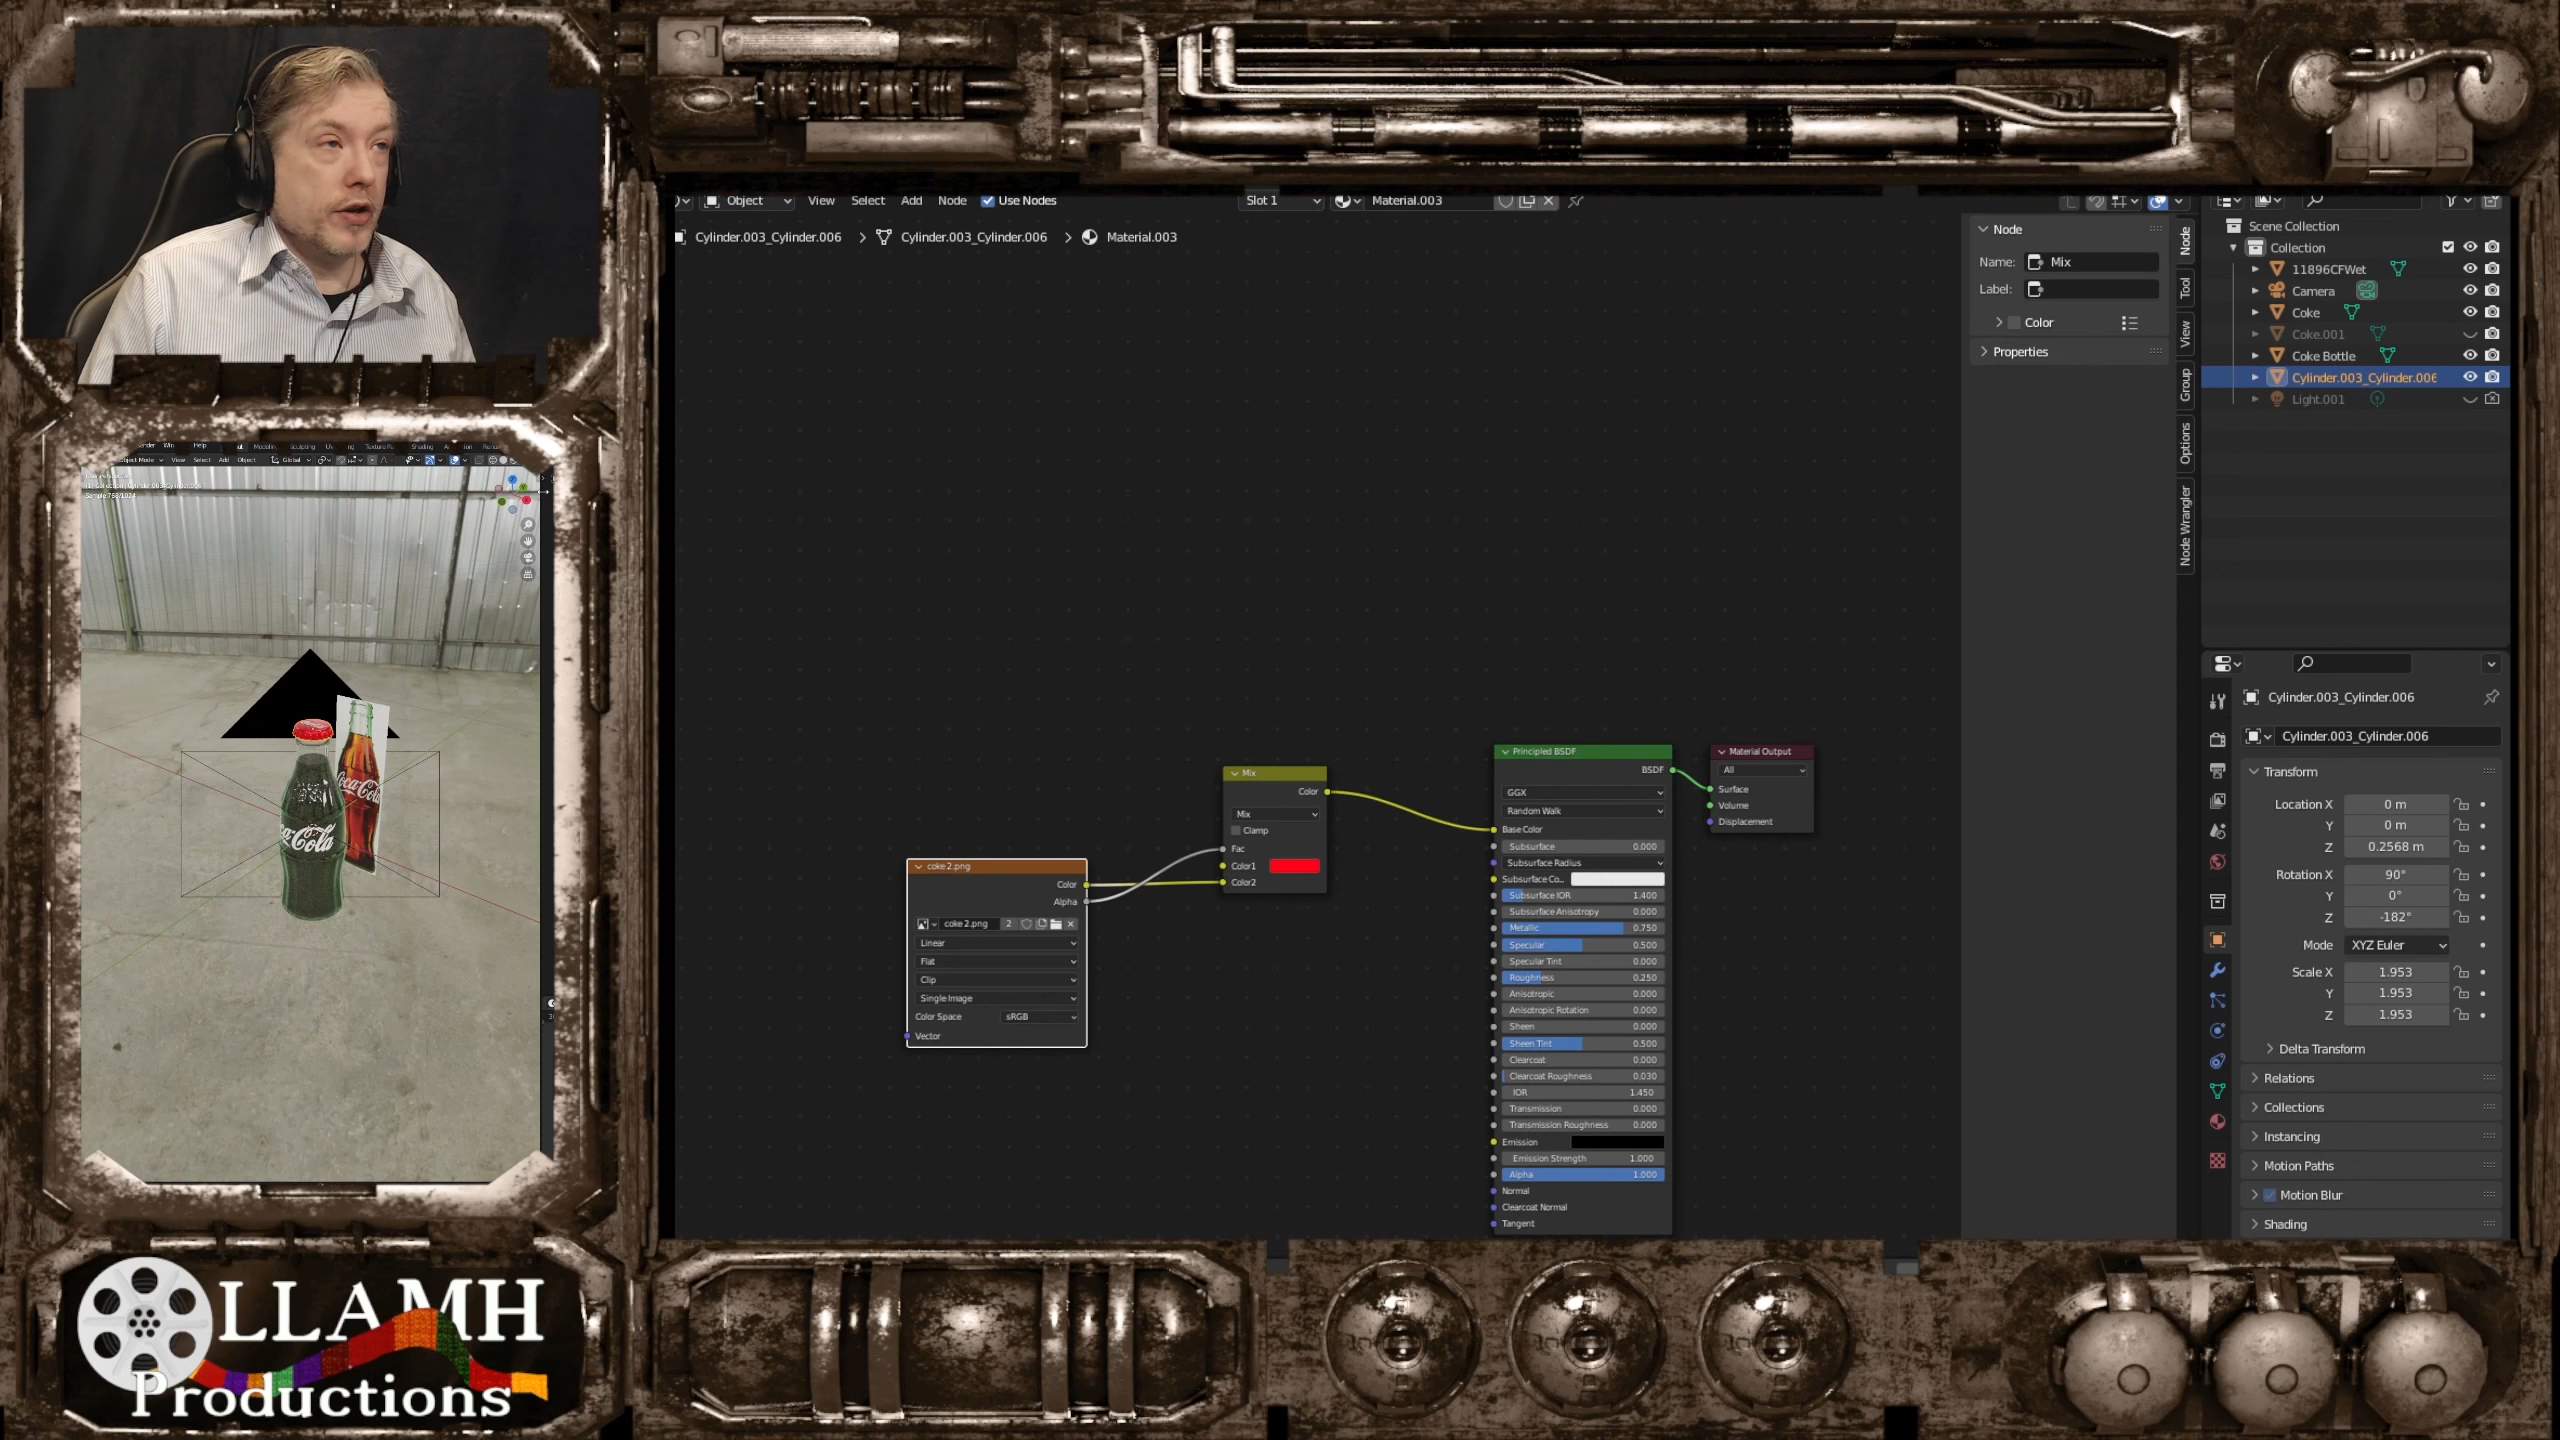 Object
View
Select
Add
Node
Use Nodes
Slot 1
Material.003
Cylinder.003_Cylinder.006 > Cylinder.003_Cylinder.006 > Material.003
Node
Name:
Mix
Label:
Color
Properties
Node
Tool
View
Group
Options
Node Wrangler
Scene Collection
Collection
11896CFWet
Camera
Coke
Coke.001
Coke Bottle
Cylinder.003_Cylinder.006
Light.001
Cylinder.003_Cylinder.006
Cylinder.003_Cylinder.006
Transform
Location X 0 m
Y 0 m
Z 0.2568 m
Rotation X 90°
Y 0°
Z -182°
Mode XYZ Euler
Scale X 1.953
Y 1.953
Z 1.953
Delta Transform
Relations
Collections
Instancing
Motion Paths
Motion Blur
Shading
coke 2.png
Color
Alpha
coke 2.png 2
Linear
Flat
Clip
Single Image
Color Space sRGB
Vector
Mix
Color
Mix
Clamp
Fac
Color1
Color2
Principled BSDF
BSDF
GGX
Random Walk
Base Color
Subsurface 0.000
Subsurface Radius
Subsurface Co...
Subsurface IOR 1.400
Subsurface Anisotropy 0.000
Metallic 0.750
Specular 0.500
Specular Tint 0.000
Roughness 0.250
Anisotropic 0.000
Anisotropic Rotation 0.000
Sheen 0.000
Sheen Tint 0.500
Clearcoat 0.000
Clearcoat Roughness 0.030
IOR 1.450
Transmission 0.000
Transmission Roughness 0.000
Emission
Emission Strength 1.000
Alpha 1.000
Normal
Clearcoat Normal
Tangent
Material Output
All
Surface
Volume
Displacement
Help
View Select Add Object
Global
Coca-Cola
LLAMH
Productions